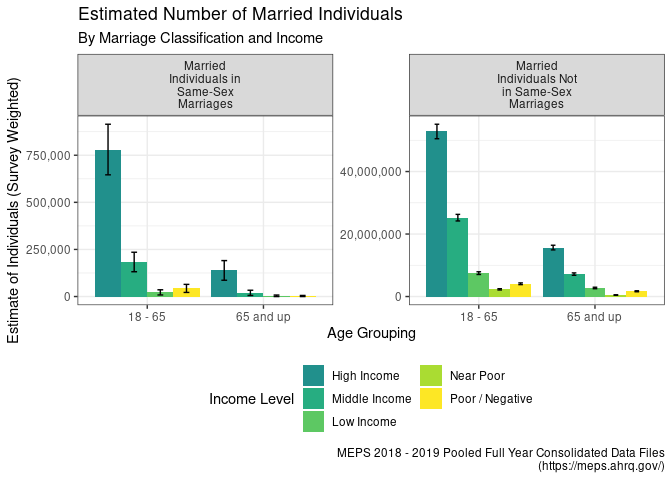 Estimated Number of Married Individuals
By Marriage Classification and Income
Married
Individuals in
Same-Sex
Marriages
Married
Individuals Not
in Same-Sex
Marriages
Estimate of Individuals (Survey Weighted)
750,000
500,000
250,000
0
40,000,000
20,000,000
0
18 - 65
65 and up
18 - 65
65 and up
Age Grouping
Income Level
High Income
Middle Income
Low Income
Near Poor
Poor / Negative
MEPS 2018 - 2019 Pooled Full Year Consolidated Data Files
(https://meps.ahrq.gov/)